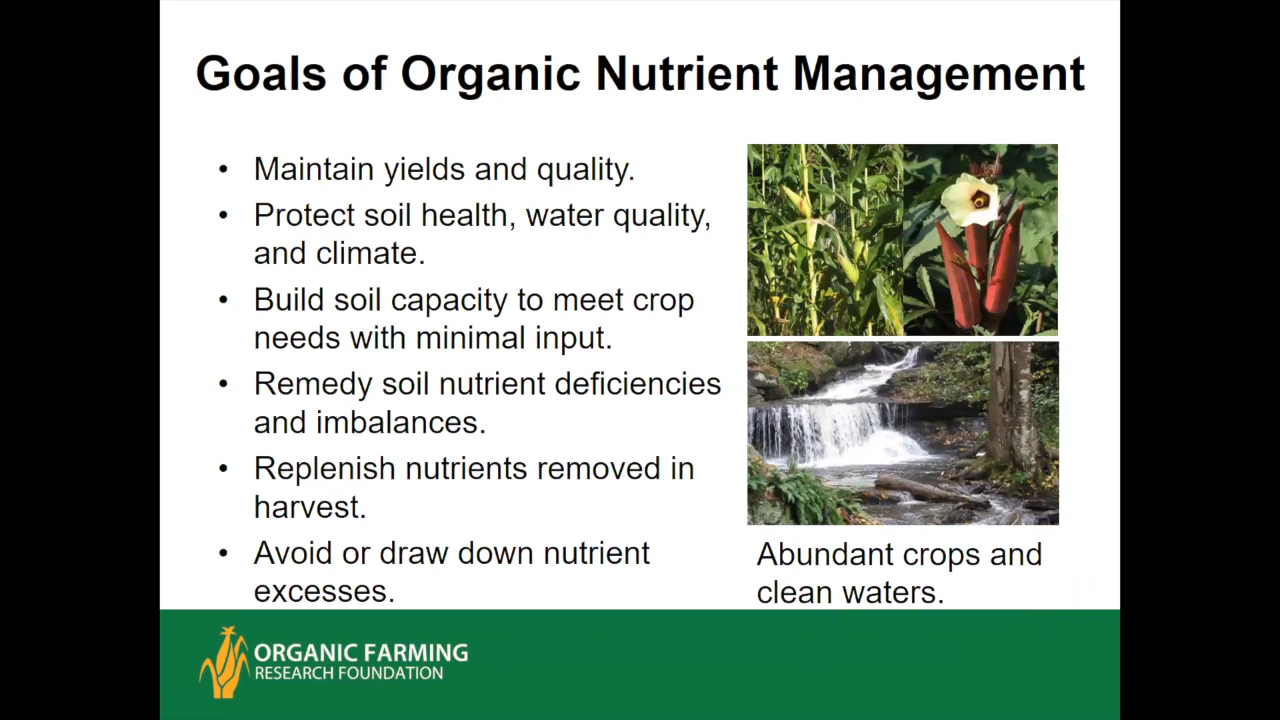 Goals of Organic Nutrient Management
• Maintain yields and quality.
• Protect soil health, water quality,
and climate.
• Build soil capacity to meet crop
needs with minimal input.
• Remedy soil nutrient deficiencies
and imbalances.
• Replenish nutrients removed in
harvest.
• Avoid or draw down nutrient
excesses.
Abundant crops and
clean waters.
ORGANIC FARMING
RESEARCH FOUNDATION